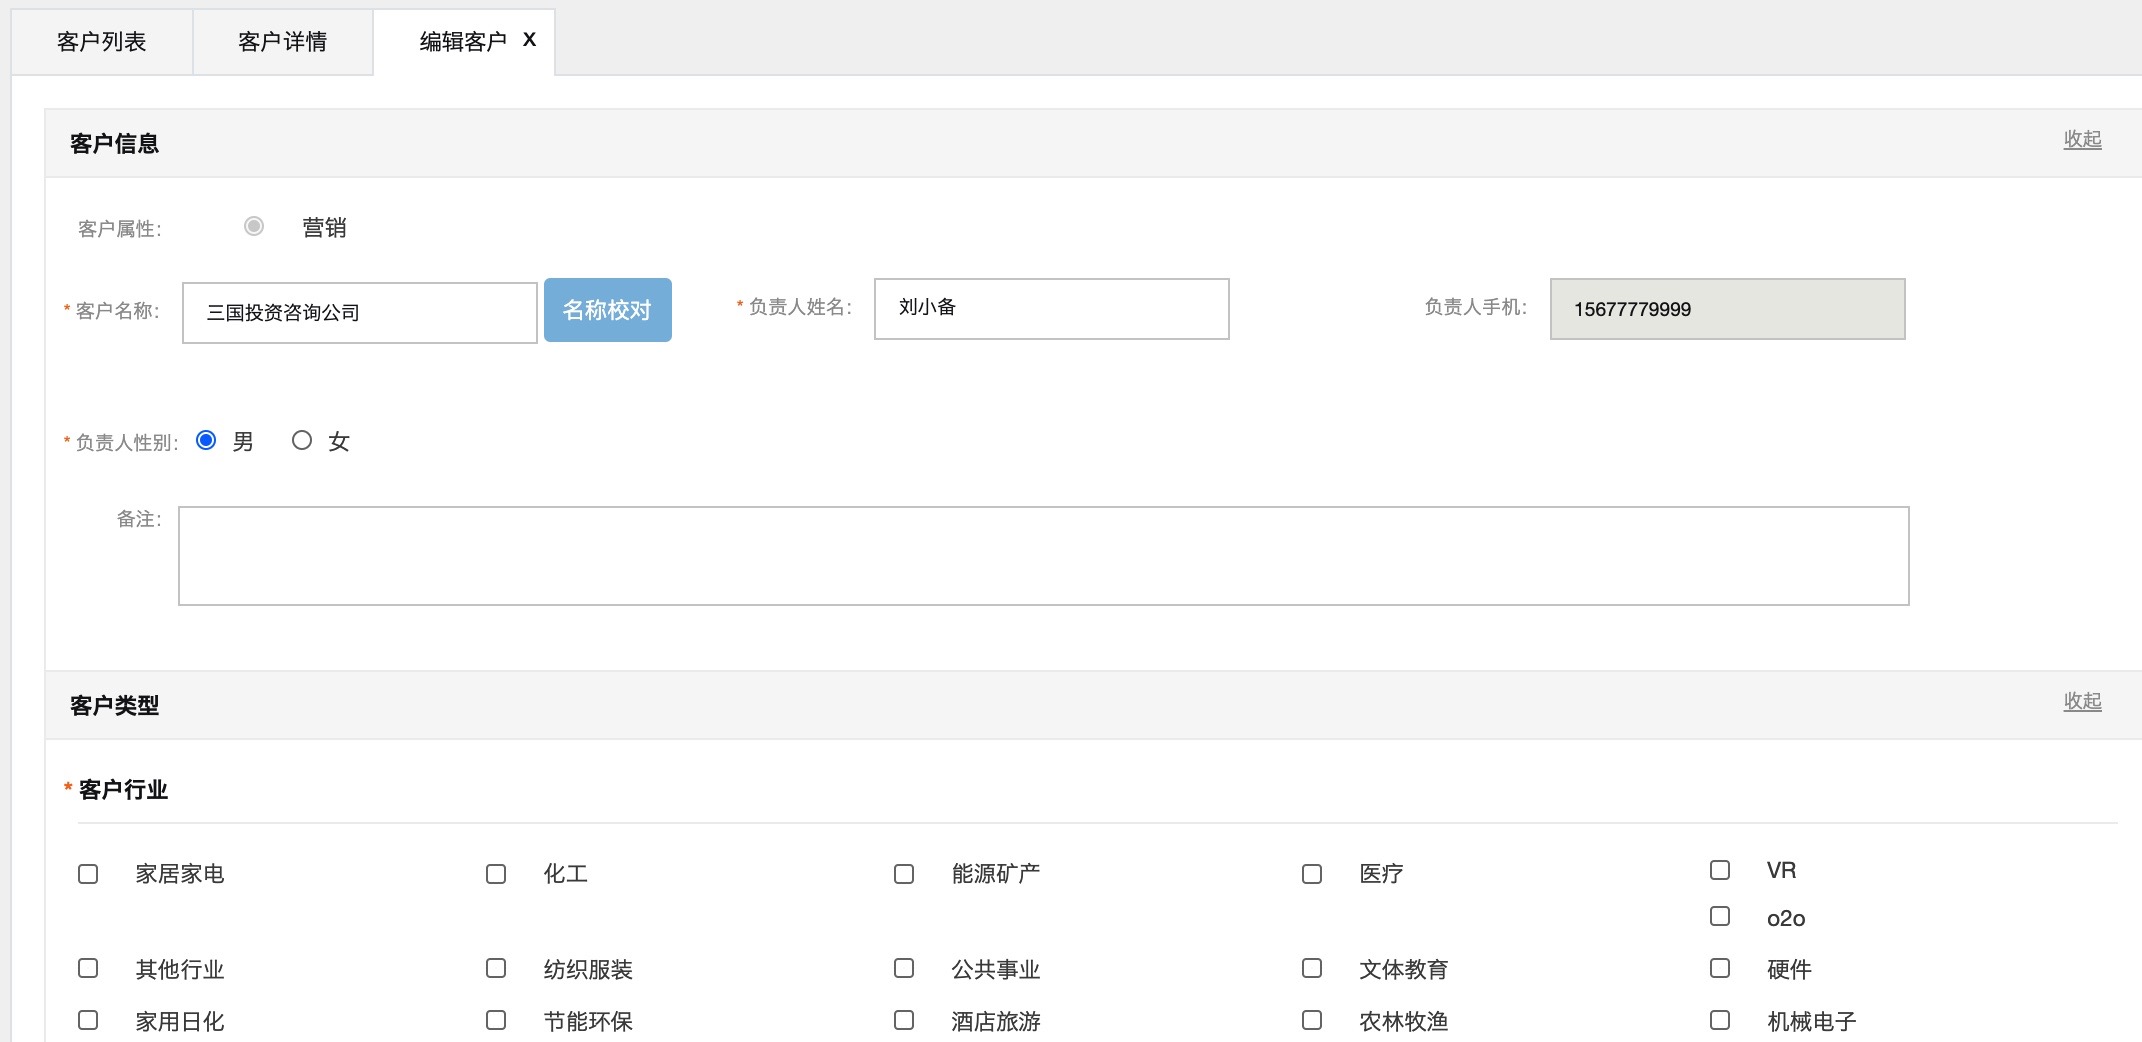 客户列表 客户详情 编辑客户 X
客户信息 收起
客户属性: 营销
* 客户名称: 三国投资咨询公司 名称校对 * 负责人姓名: 刘小备 负责人手机: 15677779999
* 负责人性别: 男 女
备注:
客户类型 收起
* 客户行业
家居家电 化工 能源矿产 医疗 VR
o2o
其他行业 纺织服装 公共事业 文体教育 硬件
家用日化 节能环保 酒店旅游 农林牧渔 机械电子